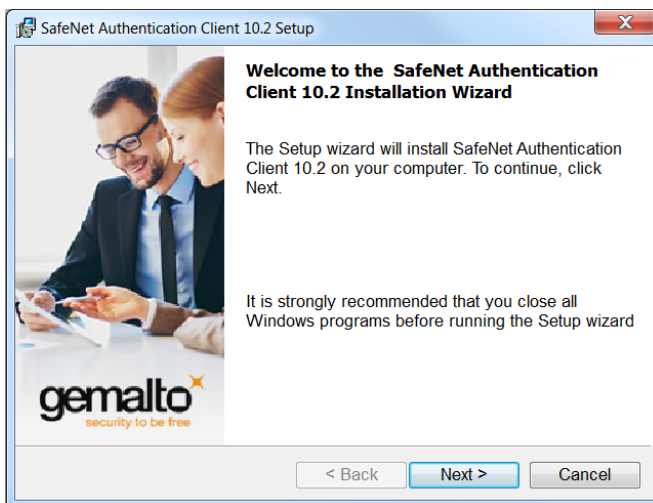 SafeNet Authentication Client 10.2 Setup
Welcome to the SafeNet Authentication
Client 10.2 Installation Wizard
The Setup wizard will install SafeNet Authentication
Client 10.2 on your computer. To continue, click
Next.
It is strongly recommended that you close all
Windows programs before running the Setup wizard
gemalto
security to be free
< Back
Next >
Cancel